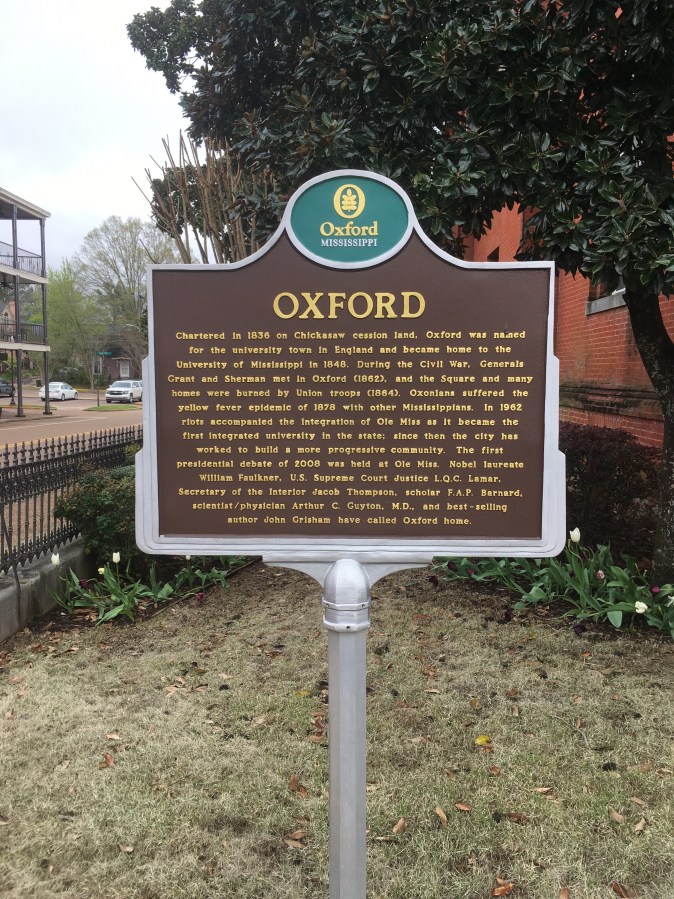 Oxford
MISSISSIPPI
OXFORD
Chartered in 1836 on Chickasaw cession land, Oxford was named
for the university town in England and became home to the
University of Mississippi in 1848. During the Civil War, Generals
Grant and Sherman met in Oxford (1862), and the Square and many
homes were burned by Union troops (1864). Oxonians suffered the
yellow fever epidemic of 1878 with other Mississippians. In 1962
riots accompanied the integration of Ole Miss as it became the
first integrated university in the state; since then the city has
worked to build a more progressive community. The first
presidential debate of 2008 was held at Ole Miss. Nobel laureate
William Faulkner, U.S. Supreme Court Justice L.Q.C. Lamar,
Secretary of the Interior Jacob Thompson, scholar F.A.P. Barnard,
scientist/physician Arthur C. Guyton, M.D., and best-selling
author John Grisham have called Oxford home.